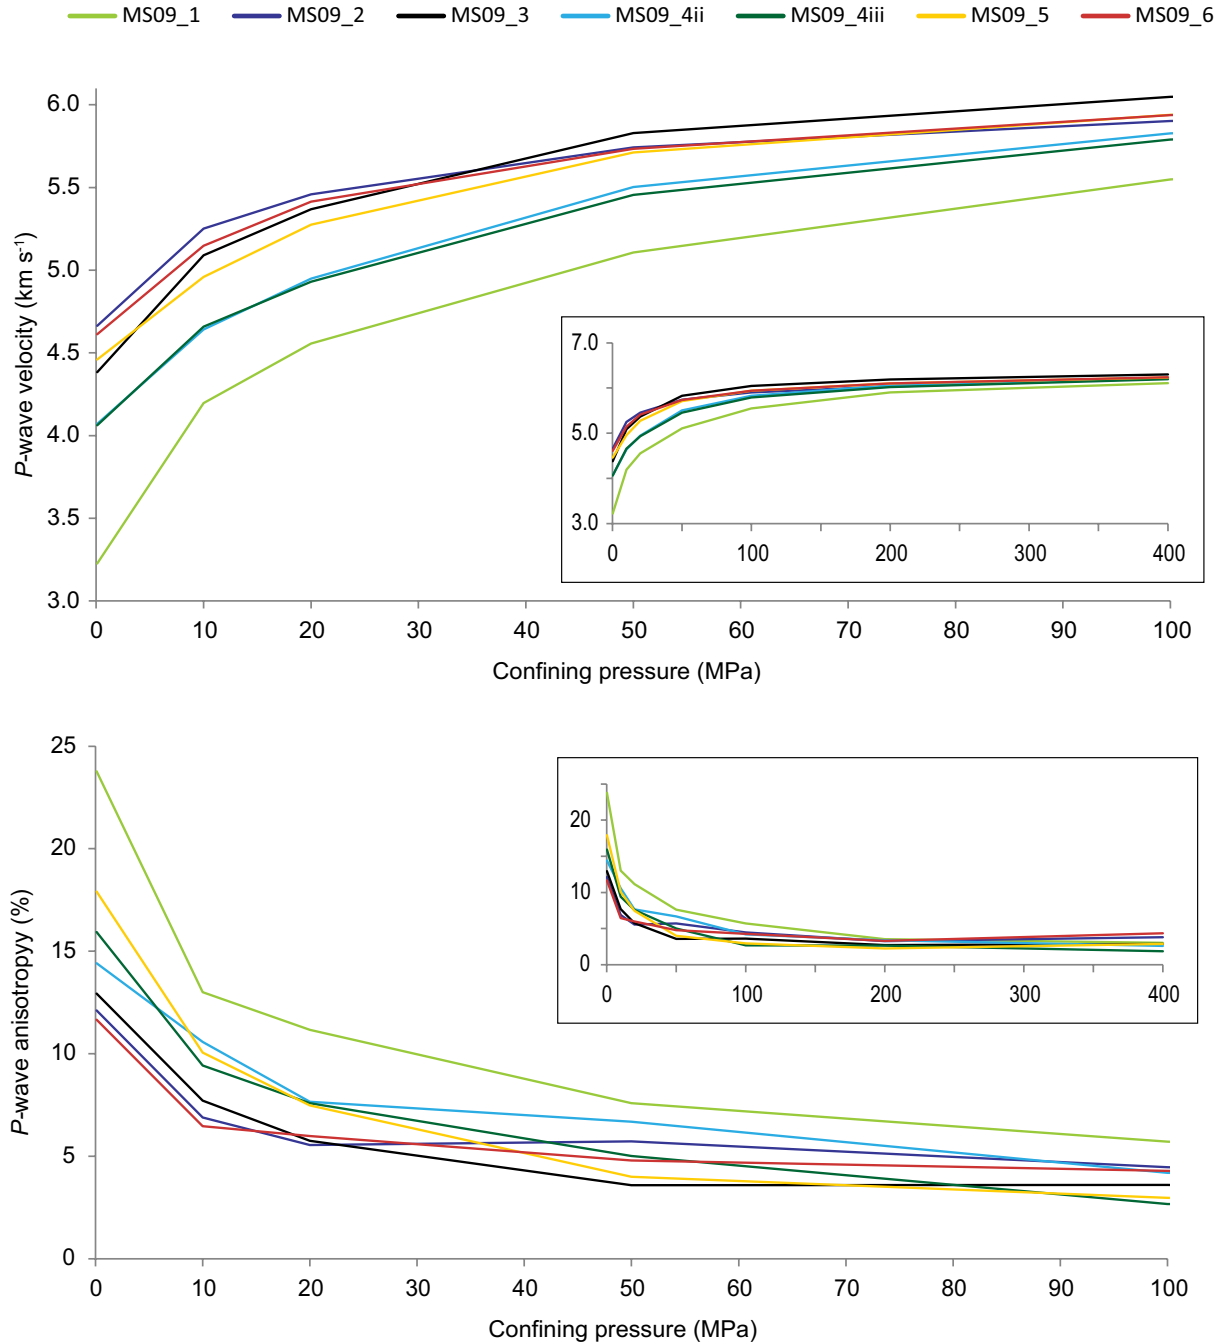 MS09_1 MS09_2 MS09_3 MS09_4ii MS09_4iii MS09_5 MS09_6
6.0
5.5
5.0
4.5
4.0
3.5
3.0
P-wave velocity (km s⁻¹)
7.0
5.0
3.0
0 100 200 300 400
0 10 20 30 40 50 60 70 80 90 100
Confining pressure (MPa)
25
20
15
10
5
0
P-wave anisotropyy (%)
20
10
0
0 100 200 300 400
0 10 20 30 40 50 60 70 80 90 100
Confining pressure (MPa)